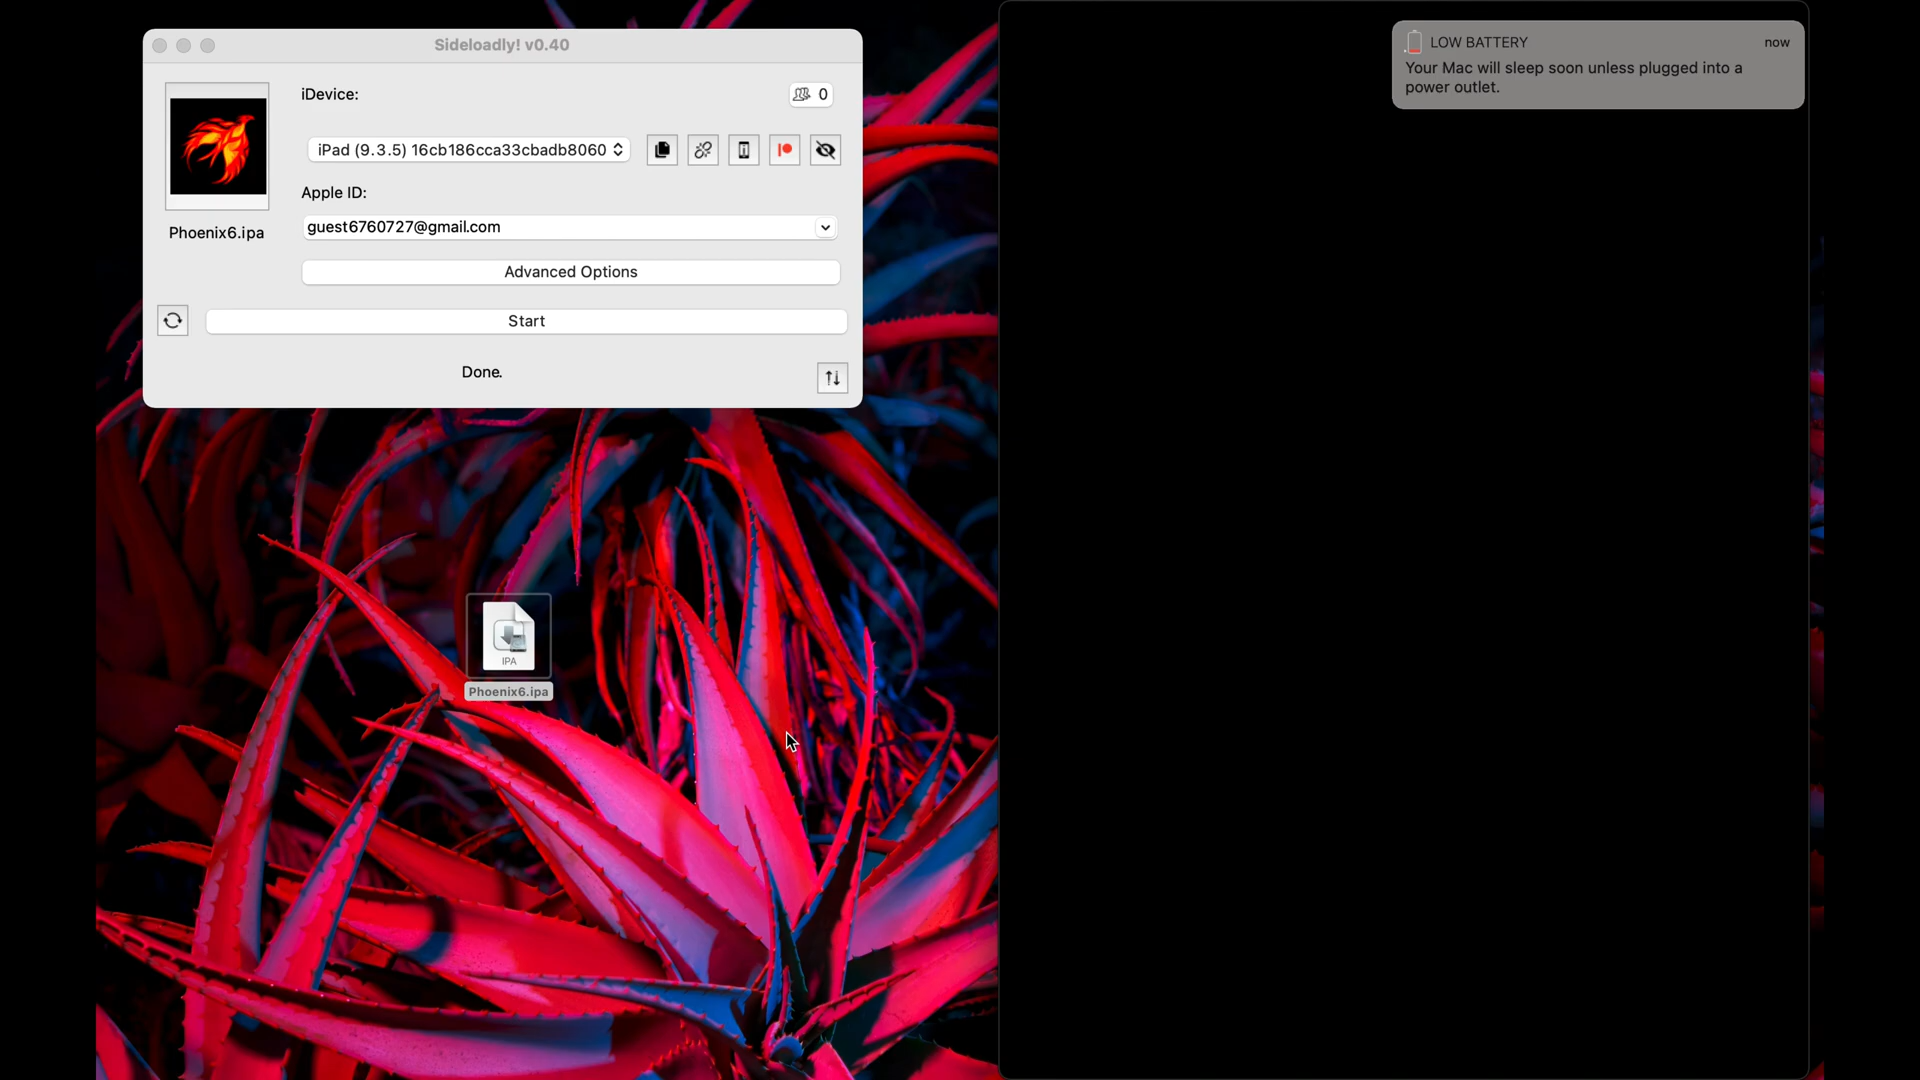 Sideloadly! v0.40
iDevice:
0
iPad (9.3.5) 16cb186cca33cbadb8060
Apple ID:
guest6760727@gmail.com
Phoenix6.ipa
Advanced Options
Start
Done.
LOW BATTERY
now
Your Mac will sleep soon unless plugged into a
power outlet.
IPA
Phoenix6.ipa